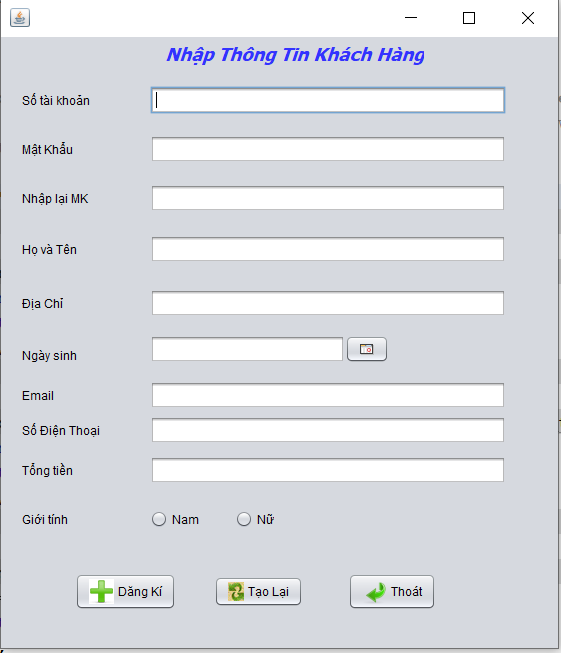 Nhập Thông Tin Khách Hàng
Số tài khoản
Mật Khẩu
Nhập lại MK
Họ và Tên
Địa Chỉ
Ngày sinh
Email
Số Điện Thoại
Tổng tiền
Giới tính Nam Nữ
Dăng Kí Tạo Lại Thoát